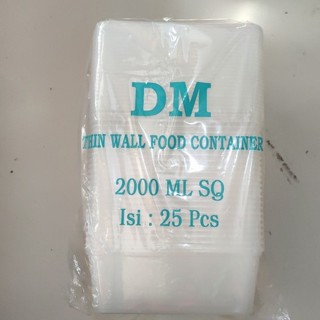 DM
THIN WALL FOOD CONTAINER
2000 ML SQ
Isi : 25 Pcs